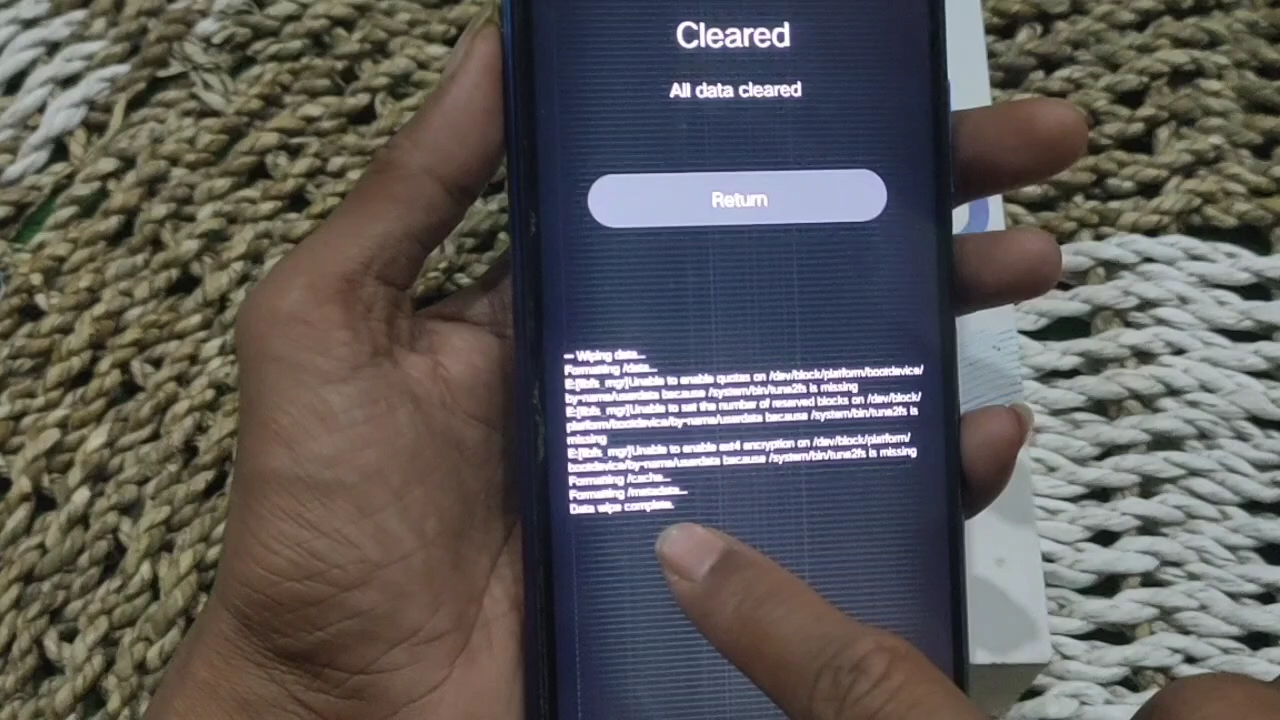 Cleared
All data cleared
Return
-- Wiping data...
Formatting /data...
E:[libfs_mgr]Unable to enable quotas on /dev/block/platform/bootdevice/
by-name/userdata because /system/bin/tune2fs is missing
E:[libfs_mgr]Unable to set the number of reserved blocks on /dev/block/
platform/bootdevice/by-name/userdata because /system/bin/tune2fs is
missing
E:[libfs_mgr]Unable to enable ext4 encryption on /dev/block/platform/
bootdevice/by-name/userdata because /system/bin/tune2fs is missing
Formatting /cache...
Formatting /metadata...
Data wipe complete.